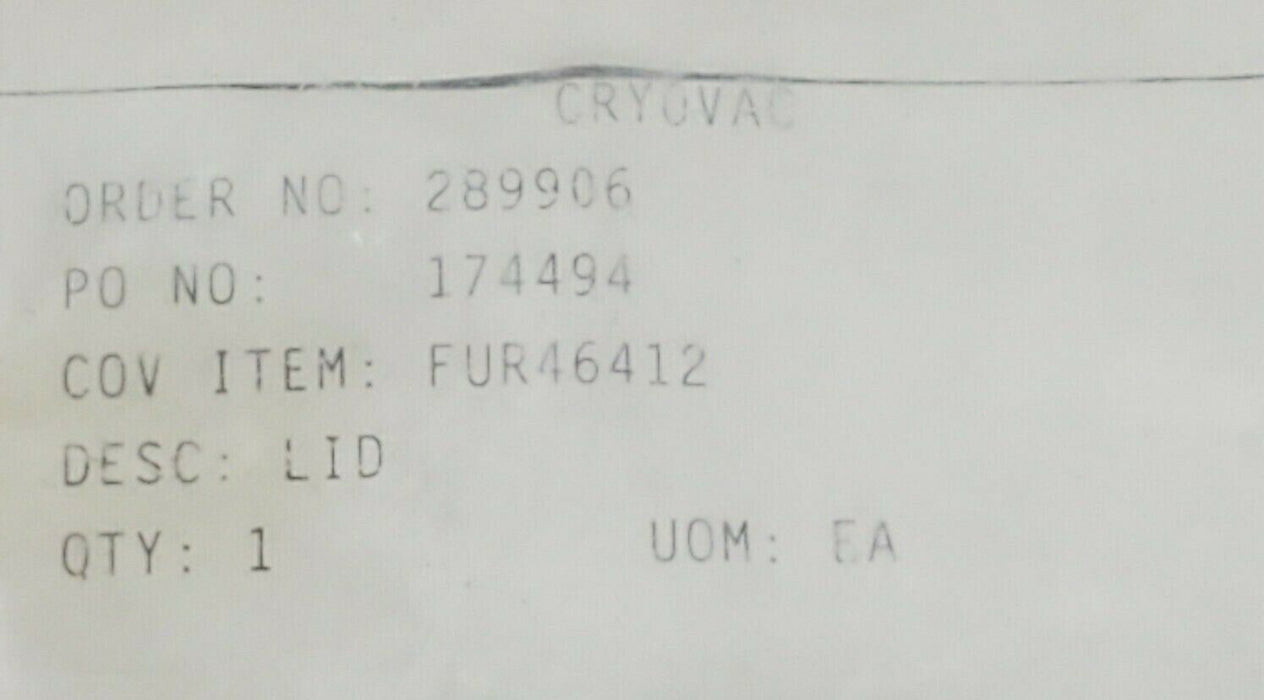 CRYOVAC
ORDER NO: 289906
PO NO: 174494
COV ITEM: FUR46412
DESC: LID
QTY: 1 UOM: EA